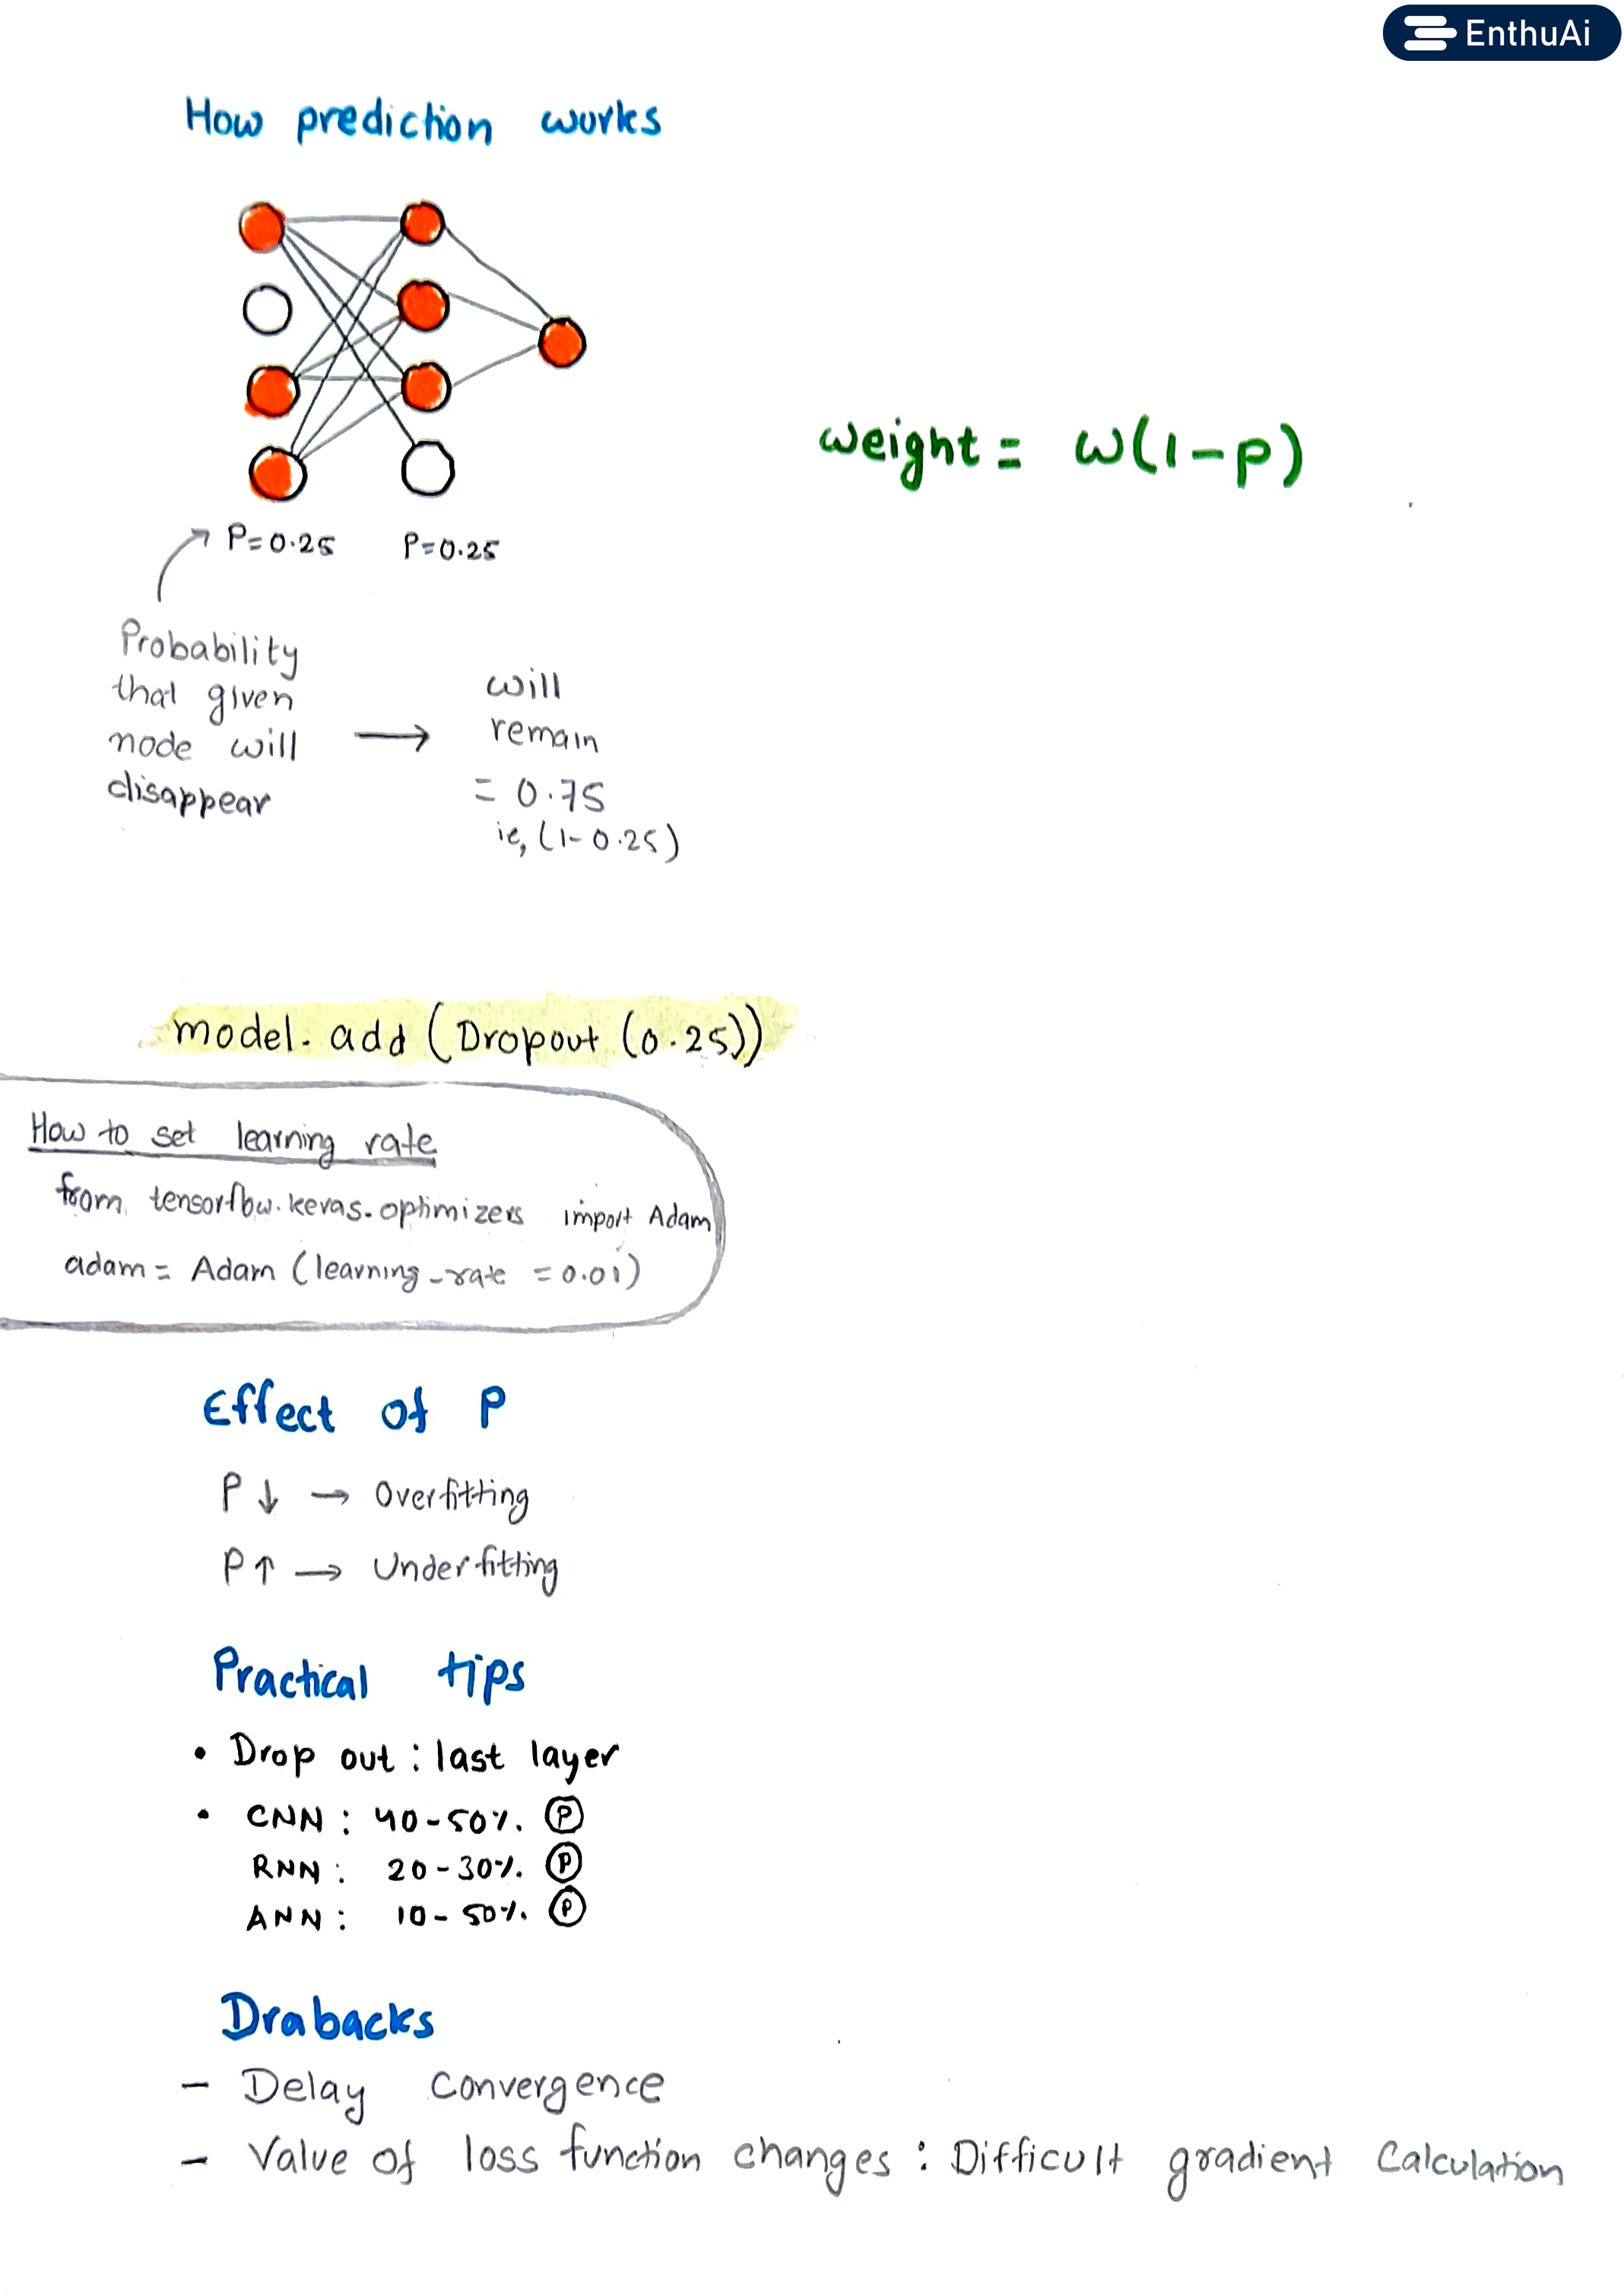 EnthuAi
How prediction works
weight = w(1-p)
P=0.25 P=0.25
Probability
that given
node will
disappear
will
remain
= 0.75
ie, (1-0.25)
model.add(Dropout(0.25))
How to set learning rate
from tensorflow.keras.optimizers import Adam
adam = Adam (learning_rate = 0.01)
Effect of P
P ↓ → Overfitting
P ↑ → Underfitting
Practical tips
• Drop out : last layer
• CNN : 40-50% Ⓟ
RNN : 20-30% Ⓟ
ANN : 10-50% Ⓟ
Drabacks
- Delay convergence
- Value of loss function changes : Difficult gradient Calculation